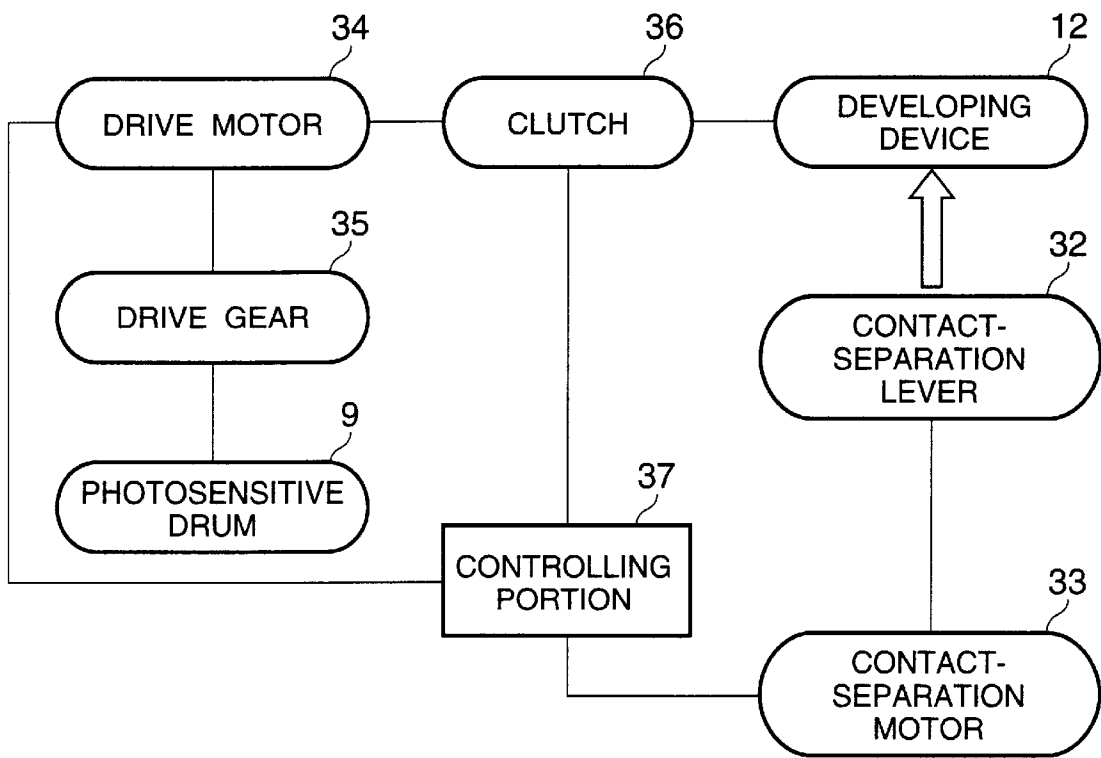 34
DRIVE MOTOR
36
CLUTCH
12
DEVELOPING
DEVICE
35
DRIVE GEAR
32
CONTACT-
SEPARATION
LEVER
9
PHOTOSENSITIVE
DRUM
37
CONTROLLING
PORTION
33
CONTACT-
SEPARATION
MOTOR